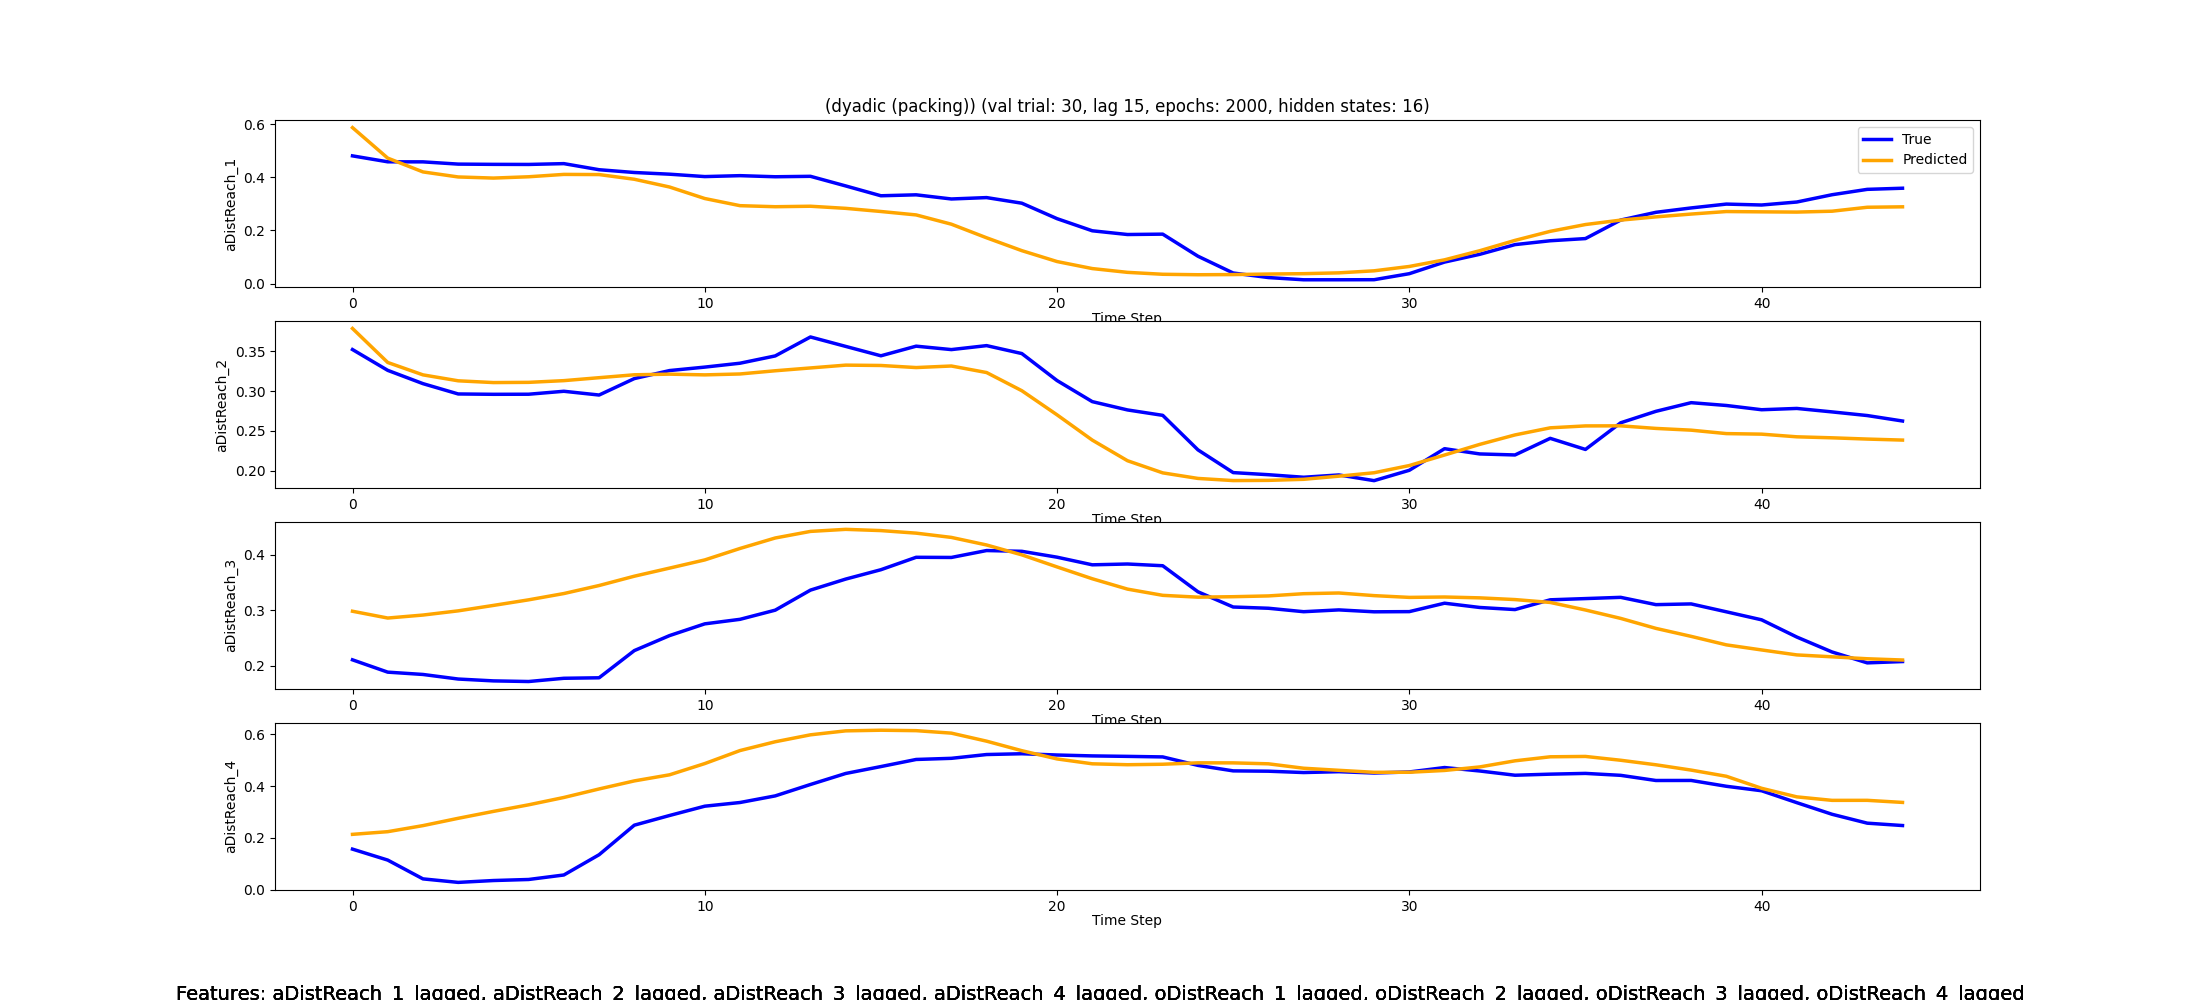 (dyadic (packing)) (val trial: 30, lag 15, epochs: 2000, hidden states: 16)
True
Predicted
aDistReach_1
0.6
0.4
0.2
0.0
0 10 20 30 40
Time Step
aDistReach_2
0.35
0.30
0.25
0.20
0 10 20 30 40
Time Step
aDistReach_3
0.4
0.3
0.2
0 10 20 30 40
Time Step
aDistReach_4
0.6
0.4
0.2
0.0
0 10 20 30 40
Time Step
Features: aDistReach_1_lagged, aDistReach_2_lagged, aDistReach_3_lagged, aDistReach_4_lagged, oDistReach_1_lagged, oDistReach_2_lagged, oDistReach_3_lagged, oDistReach_4_lagged